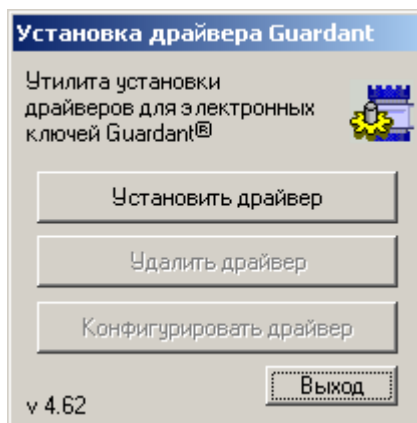 Установка драйвера Guardant
Утилита установки
драйверов для электронных
ключей Guardant®
Установить драйвер
Удалить драйвер
Конфигурировать драйвер
Выход
v 4.62